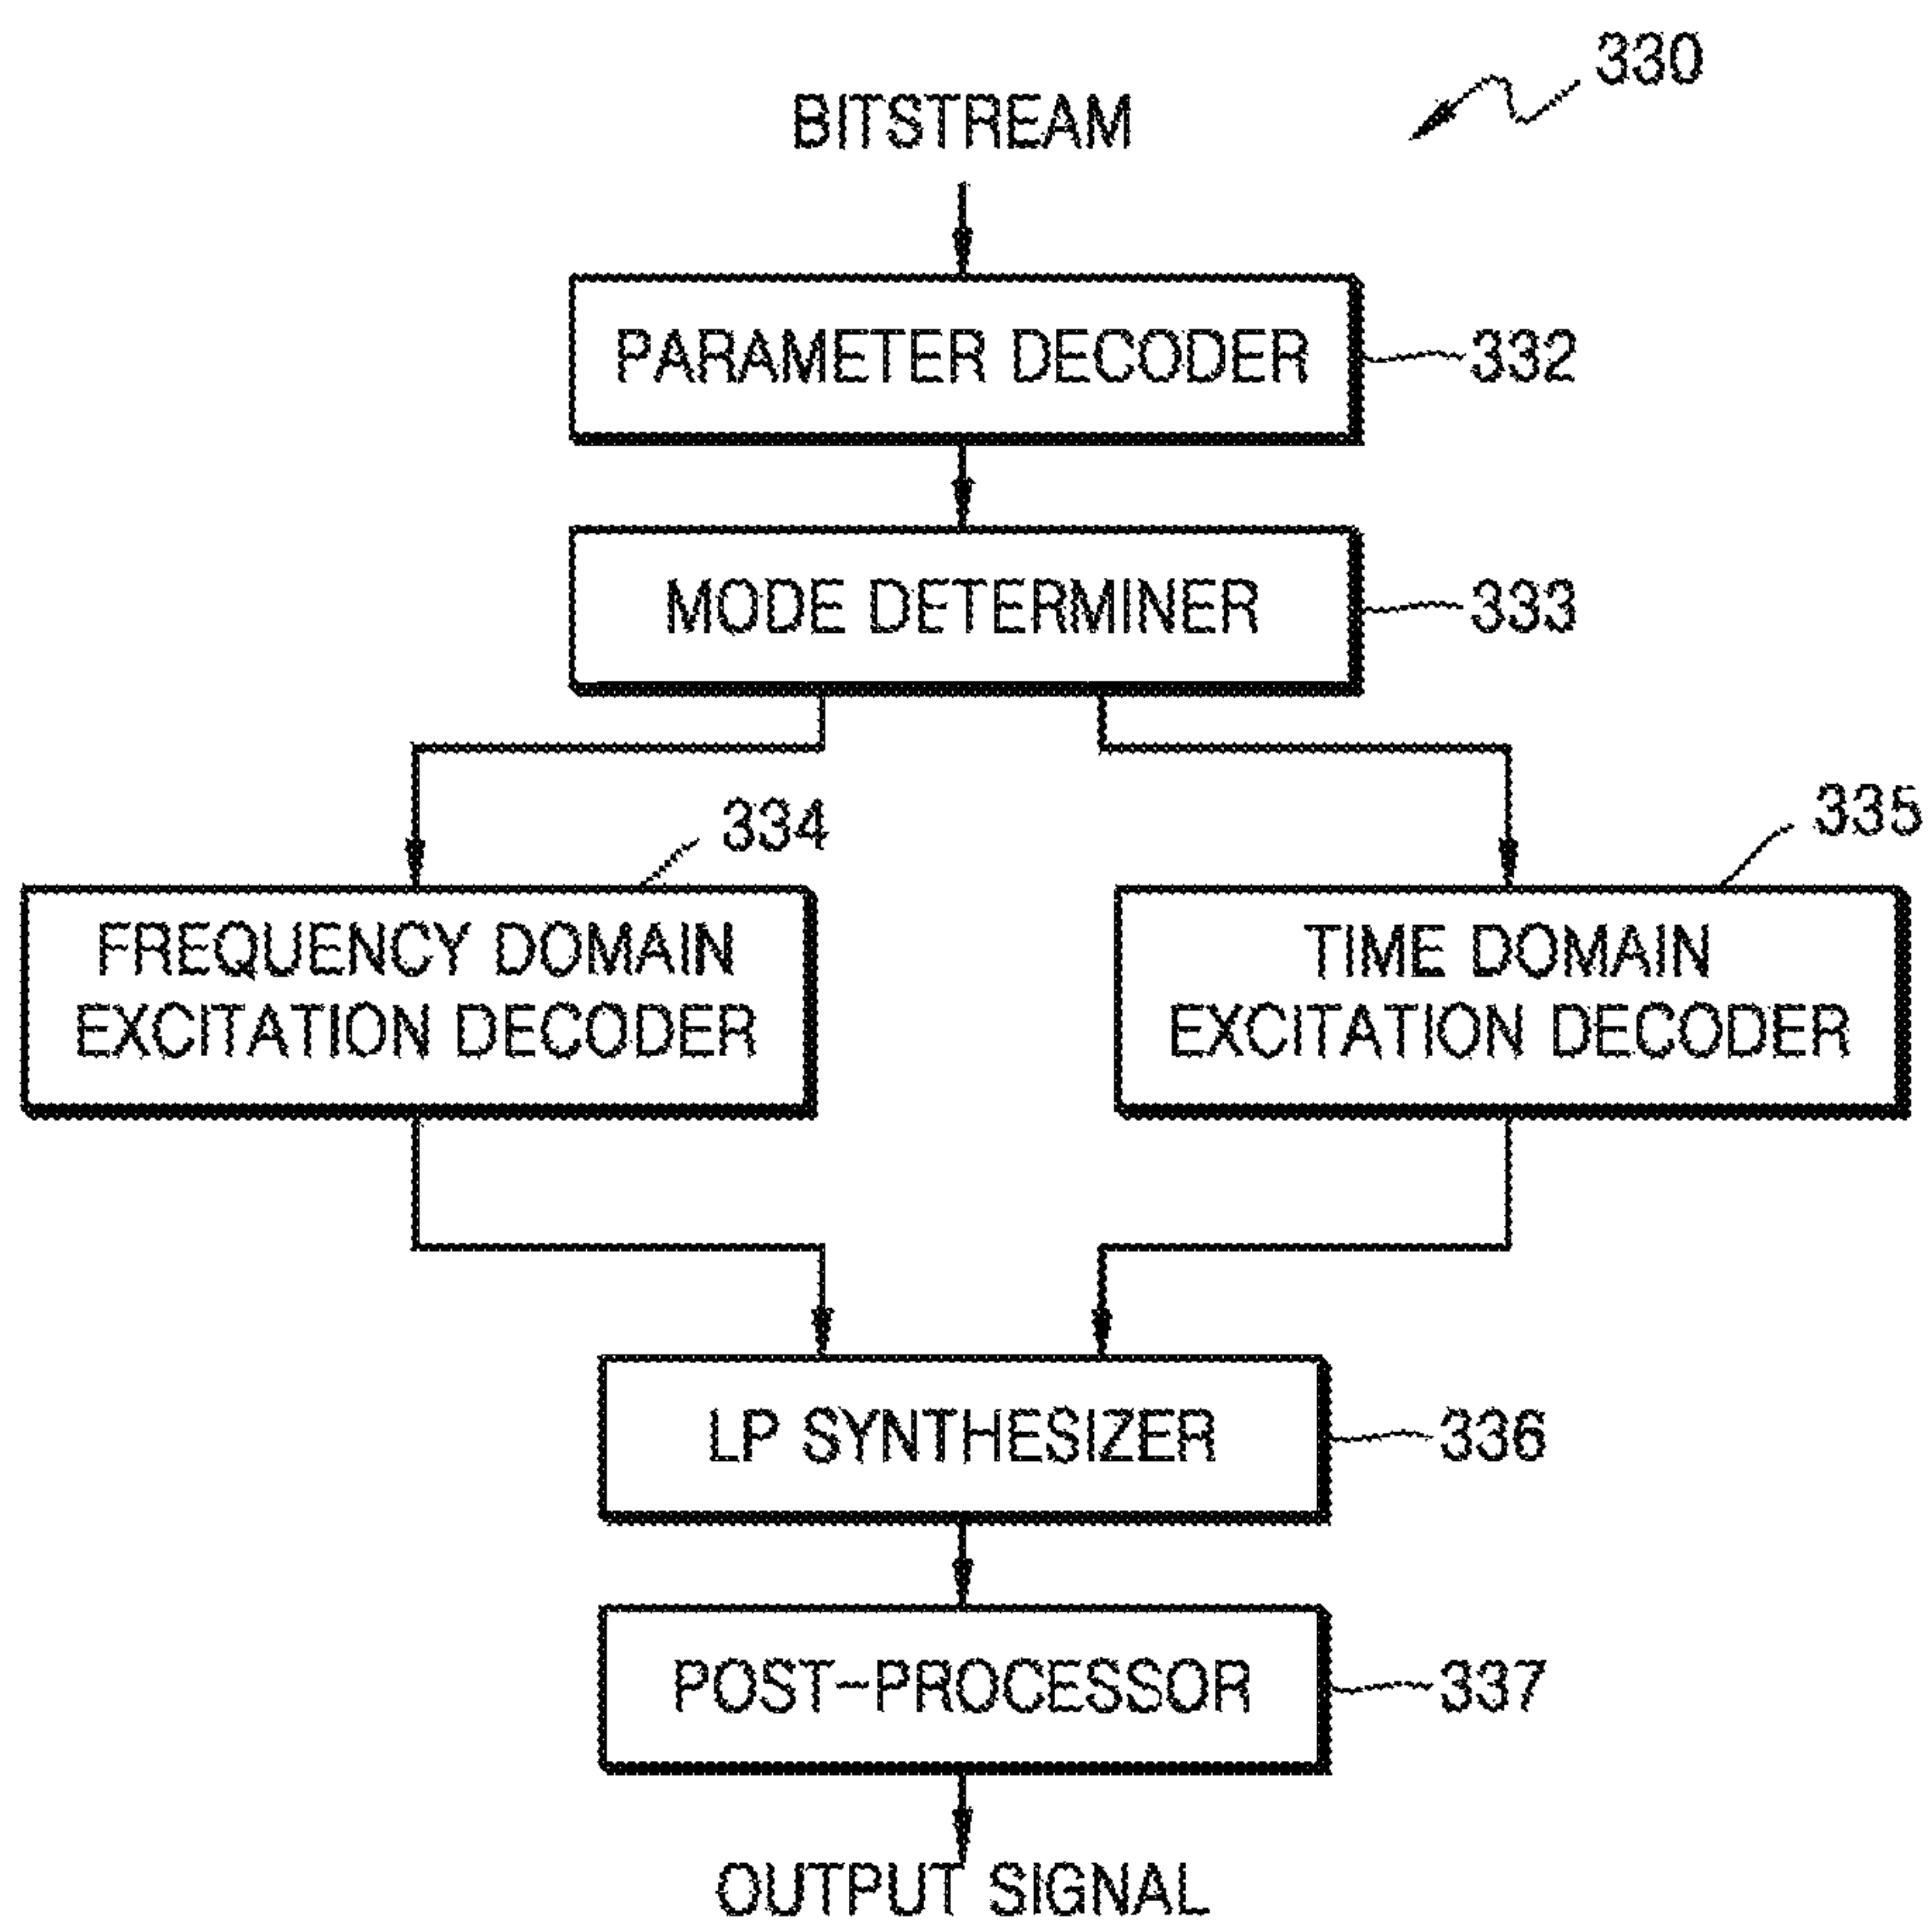 330
BITSTREAM
PARAMETER DECODER
332
MODE DETERMINER
333
334
335
FREQUENCY DOMAIN
EXCITATION DECODER
TIME DOMAIN
EXCITATION DECODER
LP SYNTHESIZER
336
POST-PROCESSOR
337
OUTPUT SIGNAL